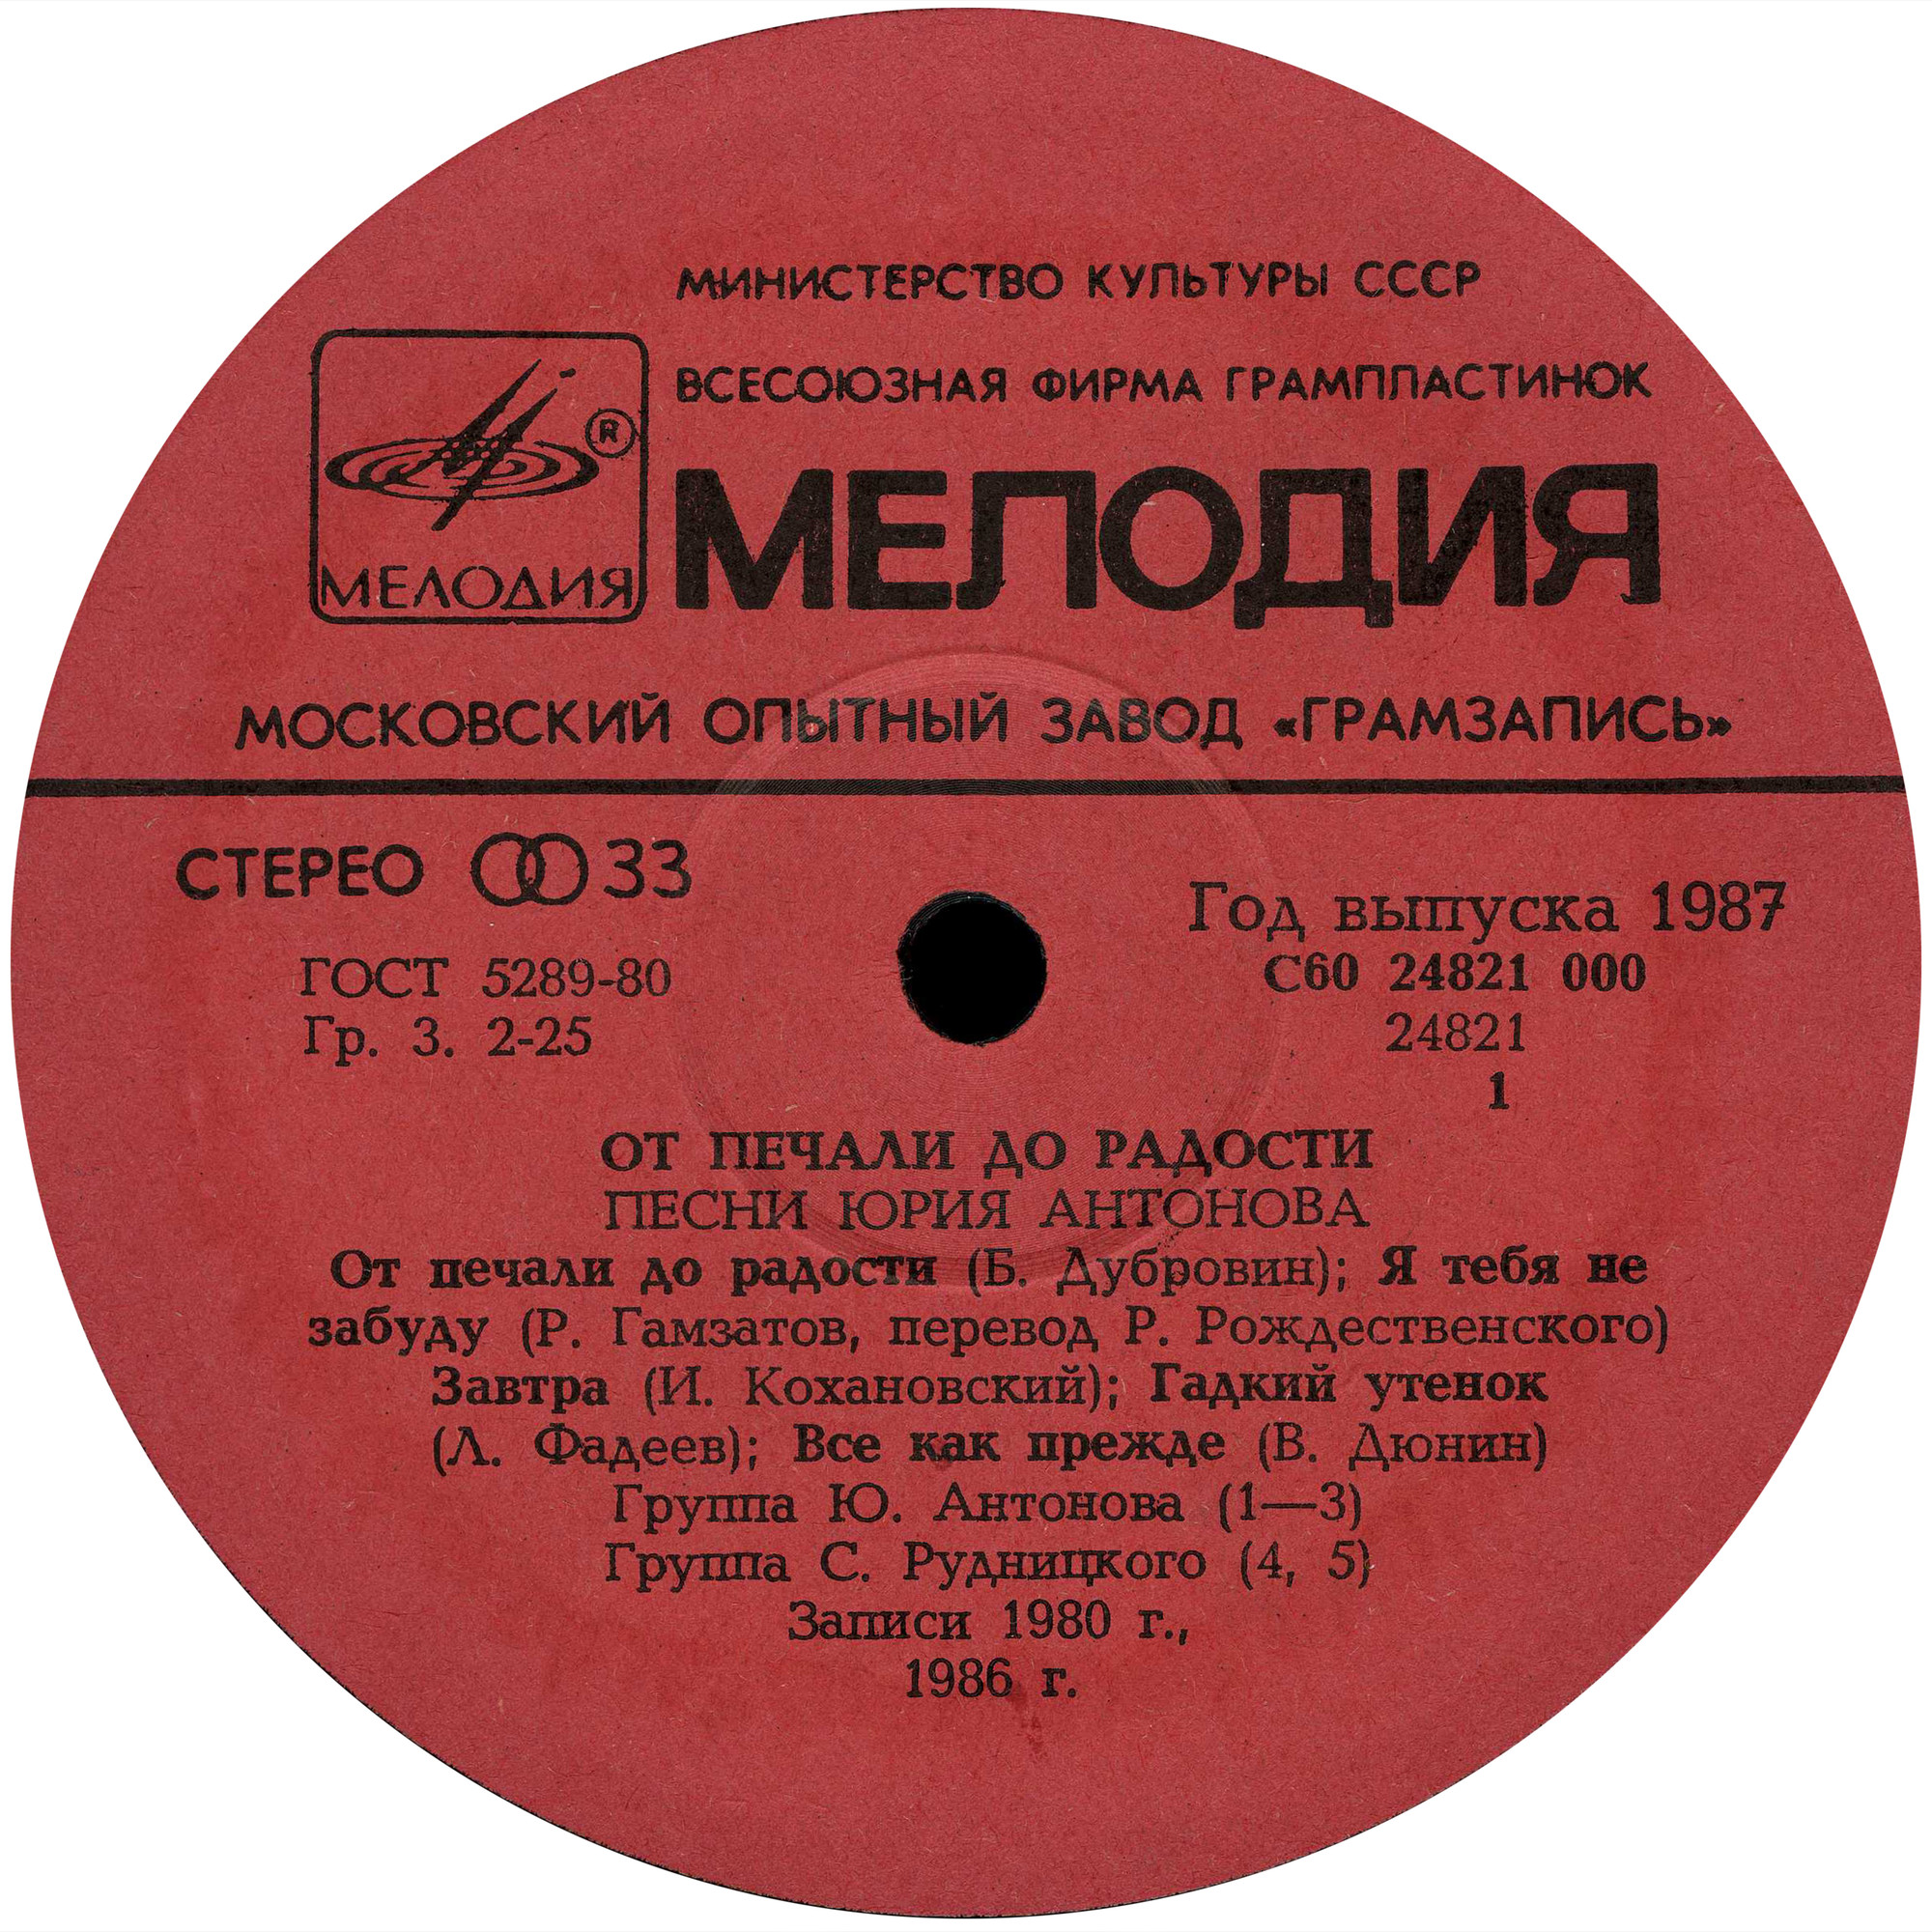 МИНИСТЕРСТВО КУЛЬТУРЫ СССР
ВСЕСОЮЗНАЯ ФИРМА ГРАМПЛАСТИНОК
®
МЕЛОДИЯ
МЕЛОДИЯ
МОСКОВСКИЙ ОПЫТНЫЙ ЗАВОД «ГРАМЗАПИСЬ»
СТЕРЕО 33
Год выпуска 1987
ГОСТ 5289-80
С60 24821 000
Гр. 3. 2-25
24821
1
ОТ ПЕЧАЛИ ДО РАДОСТИ
ПЕСНИ ЮРИЯ АНТОНОВА
От печали до радости (Б. Дубровин); Я тебя не
забуду (Р. Гамзатов, перевод Р. Рождественского)
Завтра (И. Кохановский); Гадкий утенок
(Л. Фадеев); Все как прежде (В. Дюнин)
Группа Ю. Антонова (1—3)
Группа С. Рудницкого (4, 5)
Записи 1980 г.,
1986 г.